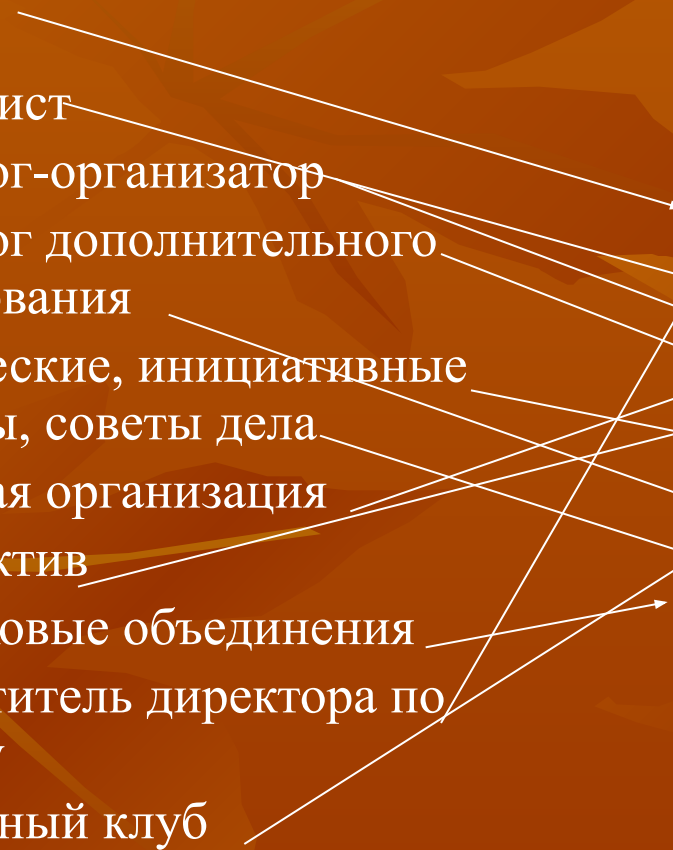 ист
ог-организатор
ог дополнительного
ования
еские, инициативные
ы, советы дела
ая организация
ктив
овые объединения
титель директора по
ный клуб